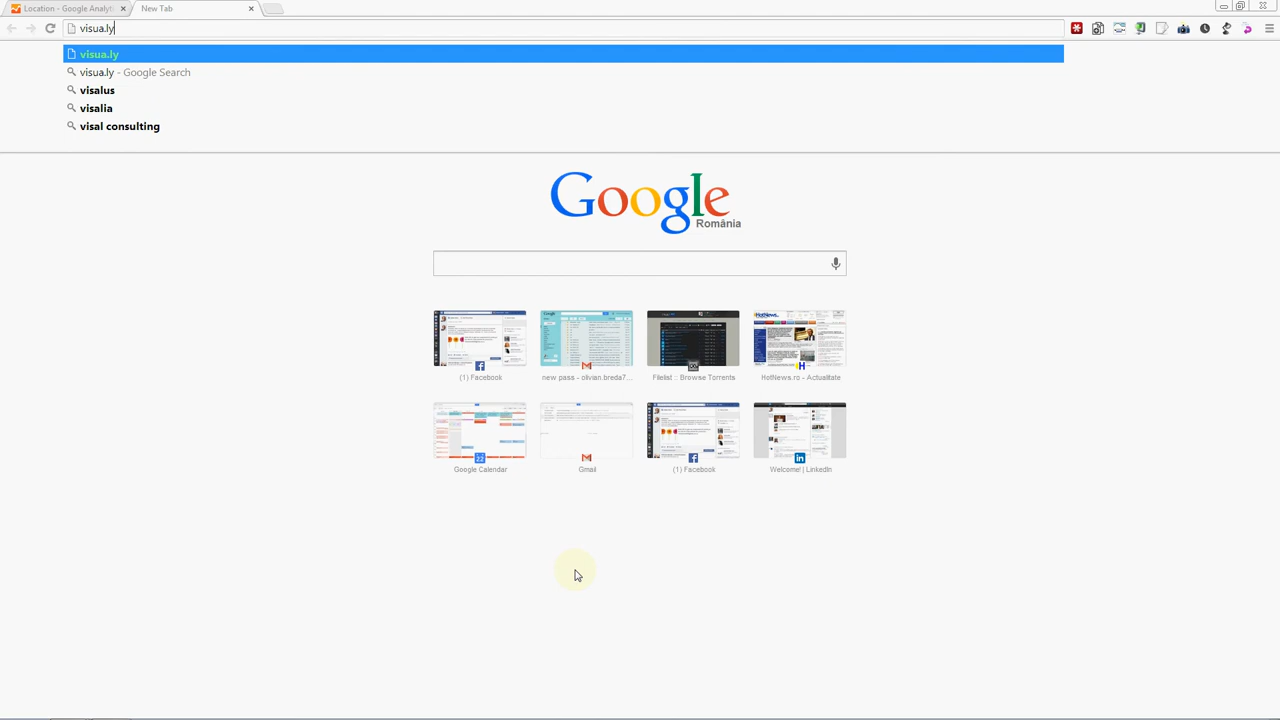 Location - Google Analyt
New Tab
visua.ly
visua.ly
visua.ly - Google Search
visalus
visalia
visal consulting
Google
România
(1) Facebook
new pass - olivian.breda7...
Filelist :: Browse Torrents
HotNews.ro - Actualitate
Google Calendar
Gmail
(1) Facebook
Welcome! | LinkedIn